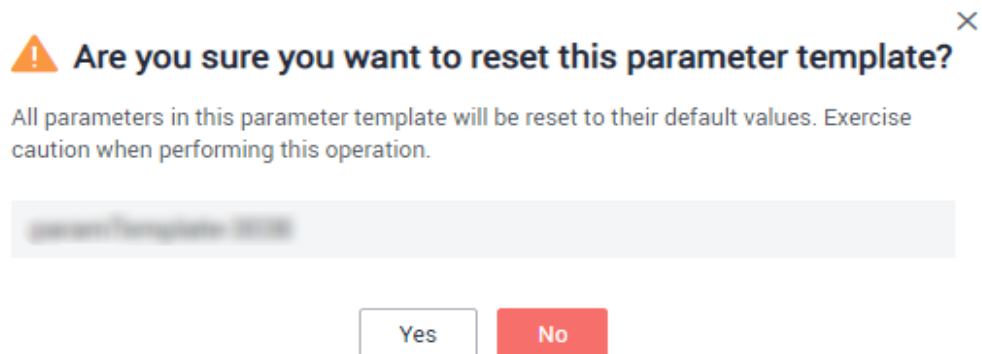 Are you sure you want to reset this parameter template?
All parameters in this parameter template will be reset to their default values. Exercise
caution when performing this operation.
Yes No